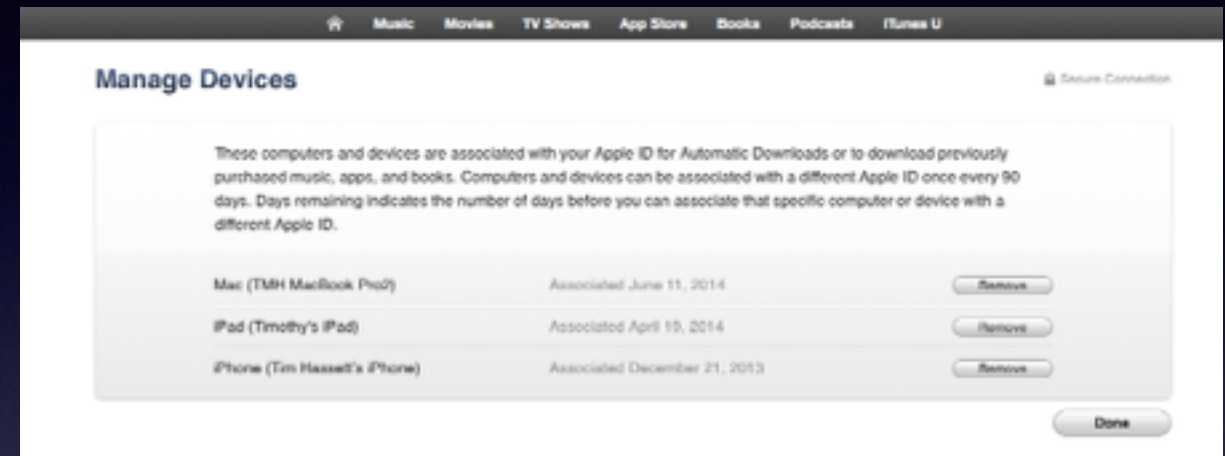 Music Movies TV Shows App Store Books Podcasts iTunes U
Manage Devices
Secure Connection
These computers and devices are associated with your Apple ID for Automatic Downloads or to download previously
purchased music, apps, and books. Computers and devices can be associated with a different Apple ID once every 90
days. Days remaining indicates the number of days before you can associate that specific computer or device with a
different Apple ID.
Mac (TMH MacBook Pro2) Associated June 11, 2014 Remove
iPad (Timothy's iPad) Associated April 19, 2014 Remove
iPhone (Tim Hassett's iPhone) Associated December 21, 2013 Remove
Done